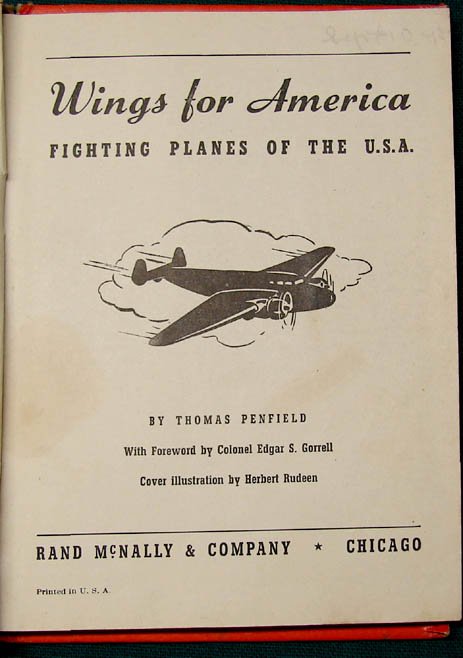 Wings for America
FIGHTING PLANES OF THE U.S.A.
BY THOMAS PENFIELD
With Foreword by Colonel Edgar S. Gorrell
Cover illustration by Herbert Rudeen
RAND McNALLY & COMPANY ★ CHICAGO
Printed in U. S. A.